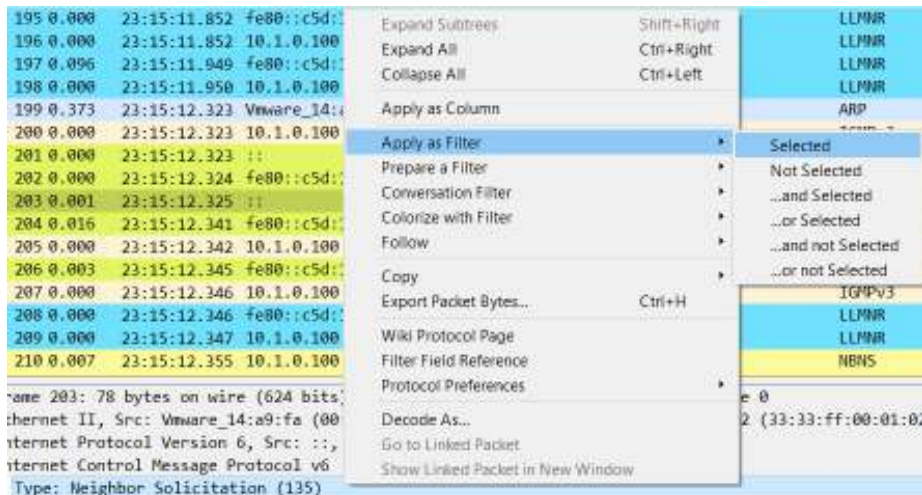 195 0.000 23:15:11.852 fe80::c5d: Expand Subtrees Shift+Right LLMNR
196 0.000 23:15:11.852 10.1.0.100 Expand All Ctrl+Right LLMNR
197 0.096 23:15:11.949 fe80::c5d: Collapse All Ctrl+Left LLMNR
198 0.000 23:15:11.950 10.1.0.100 LLMNR
199 0.373 23:15:12.323 Vmware_14:a Apply as Column ARP
200 0.000 23:15:12.323 10.1.0.100
201 0.000 23:15:12.323 :: Apply as Filter Selected
202 0.000 23:15:12.324 fe80::c5d: Prepare a Filter Not Selected
203 0.001 23:15:12.325 :: Conversation Filter ...and Selected
204 0.016 23:15:12.341 fe80::c5d: Colorize with Filter ...or Selected
205 0.000 23:15:12.342 10.1.0.100 Follow ...and not Selected
206 0.003 23:15:12.345 fe80::c5d: Copy ...or not Selected
207 0.000 23:15:12.346 10.1.0.100 Export Packet Bytes... Ctrl+H IGMPv3
208 0.000 23:15:12.346 fe80::c5d: LLMNR
209 0.000 23:15:12.347 10.1.0.100 Wiki Protocol Page LLMNR
210 0.007 23:15:12.355 10.1.0.100 Filter Field Reference NBNS
Protocol Preferences
rame 203: 78 bytes on wire (624 bits) e 0
thernet II, Src: Vmware_14:a9:fa (00 Decode As... 2 (33:33:ff:00:01:02
nternet Protocol Version 6, Src: ::, Go to Linked Packet
nternet Control Message Protocol v6 Show Linked Packet in New Window
Type: Neighbor Solicitation (135)